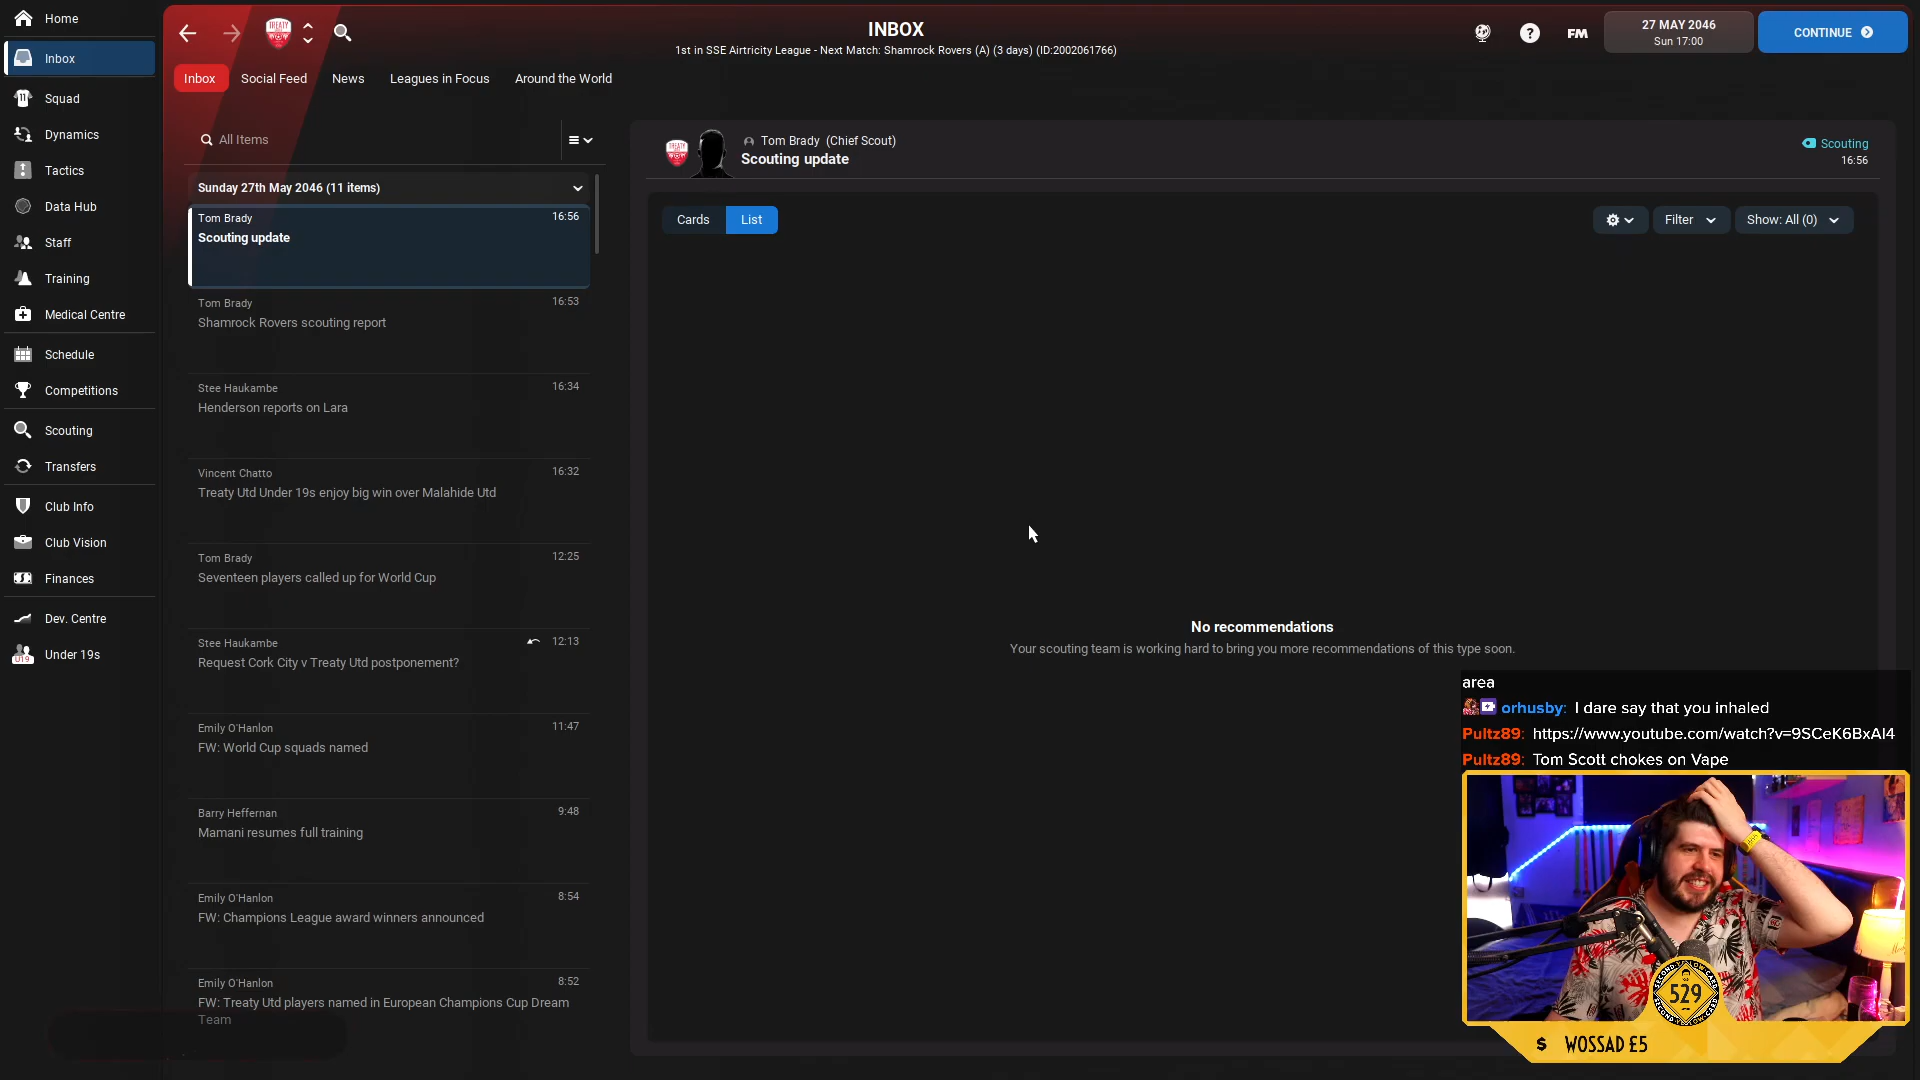 Home
Inbox
Squad
Dynamics
Tactics
Data Hub
Staff
Training
Medical Centre
Schedule
Competitions
Scouting
Transfers
Club Info
Club Vision
Finances
Dev. Centre
U19
Under 19s
TREATY
INBOX
1st in SSE Airtricity League - Next Match: Shamrock Rovers (A) (3 days) (ID:2002061766)
?
FM
27 MAY 2046
Sun 17:00
CONTINUE
Inbox
Social Feed
News
Leagues in Focus
Around the World
All Items
Sunday 27th May 2046 (11 items)
Tom Brady
16:56
Scouting update
Tom Brady
16:53
Shamrock Rovers scouting report
Stee Haukambe
16:34
Henderson reports on Lara
Vincent Chatto
16:32
Treaty Utd Under 19s enjoy big win over Malahide Utd
Tom Brady
12:25
Seventeen players called up for World Cup
Stee Haukambe
12:13
Request Cork City v Treaty Utd postponement?
Emily O'Hanlon
11:47
FW: World Cup squads named
Barry Heffernan
9:48
Mamani resumes full training
Emily O'Hanlon
8:54
FW: Champions League award winners announced
Emily O'Hanlon
8:52
FW: Treaty Utd players named in European Champions Cup Dream
Team
Tom Brady (Chief Scout)
Scouting update
Scouting
16:56
Cards
List
Filter
Show: All (0)
No recommendations
Your scouting team is working hard to bring you more recommendations of this type soon.
area
orhusby: I dare say that you inhaled
Pultz89: https://www.youtube.com/watch?v=9SCeK6BxAI4
Pultz89: Tom Scott chokes on Vape
SECOND YELLOW CARD
529
$ WOSSAD £5